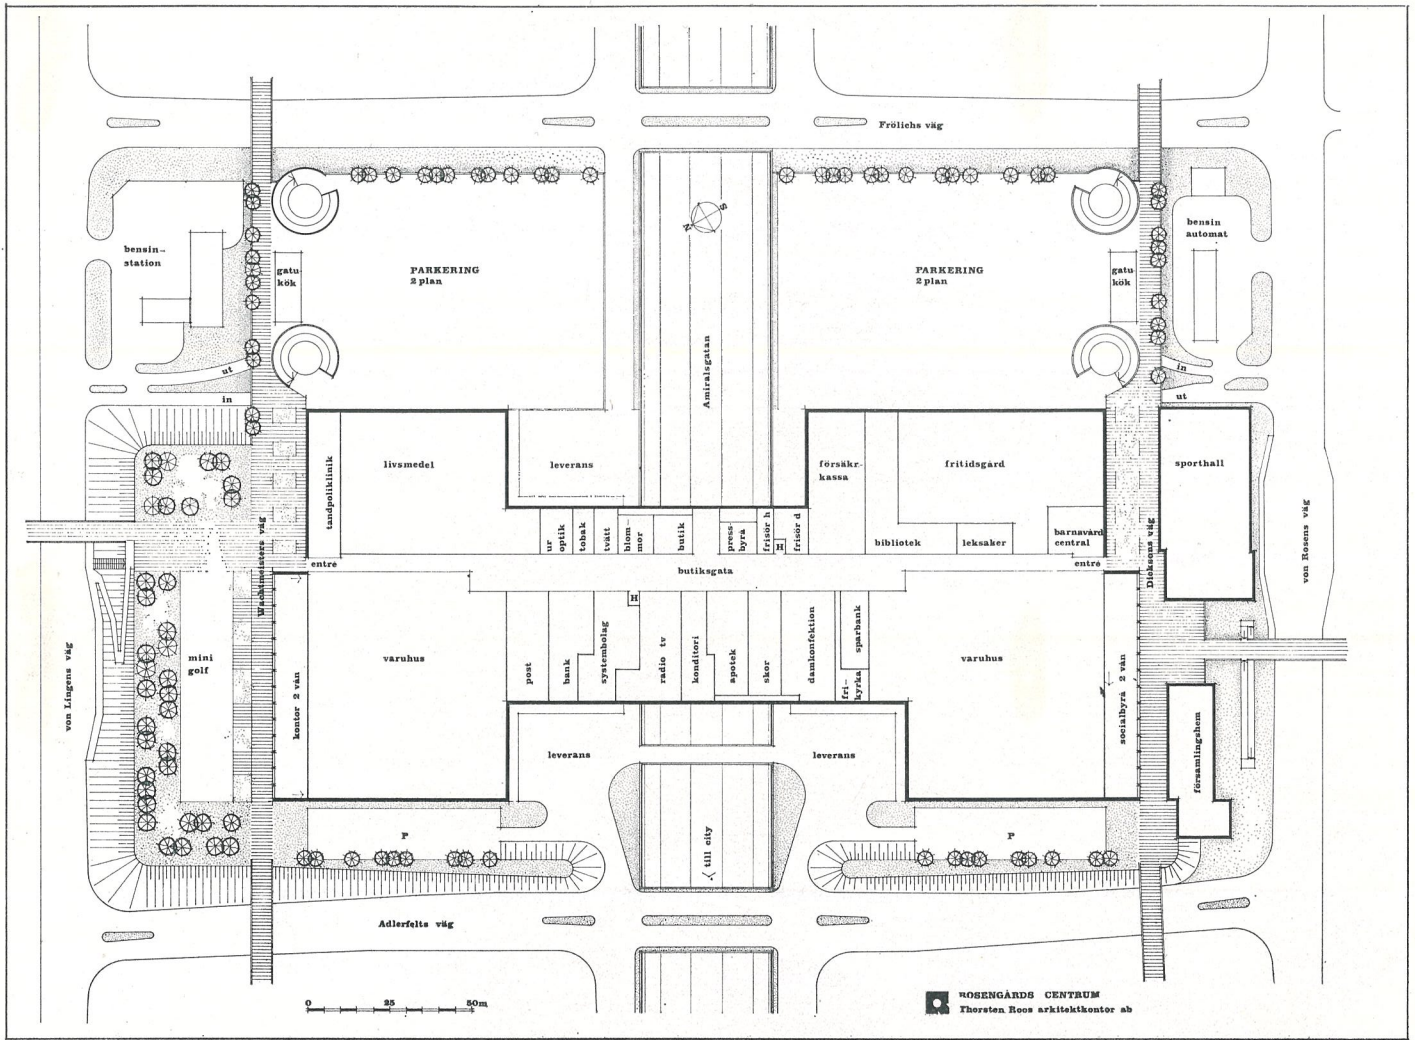 Frölichs väg
S
N
bensin-
station
gatu-
kök
PARKERING
2 plan
PARKERING
2 plan
gatu-
kök
bensin
automat
Amiralsgatan
ut
in
in
ut
tandpoliklinik
livsmedel
leverans
försäkr-
kassa
fritidsgård
sporthall
ur
optik
tobak
tvätt
blom-
mor
butik
press-
byrå
frisör h
H
frisör d
bibliotek
leksaker
barnavård
central
Wachtmeisters väg
Dicksons väg
von Rosens väg
entré
butiksgata
entré
von Lingens väg
mini
golf
kontor 2 vån
varuhus
post
bank
systembolag
H
radio tv
konditori
apotek
skor
damkonfektion
sparbank
fri-
kyrka
varuhus
socialbyrå 2 vån
församlingshem
leverans
leverans
P
till city
P
Adlerfelts väg
0 25 50m
ROSENGÅRDS CENTRUM
Thorsten Roos arkitektkontor ab